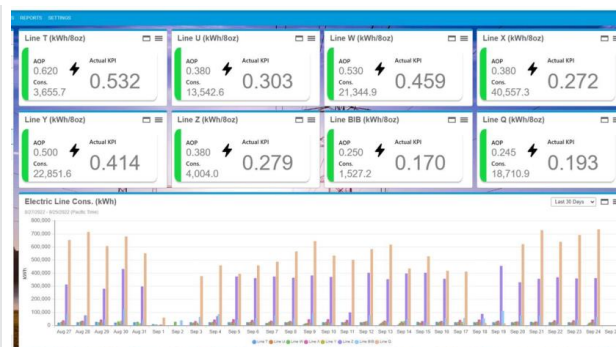 REPORTS SETTINGS
Line T (kWh/8oz)
AOP
0.620
Cons.
3,655.7
Actual KPI
0.532
Line U (kWh/8oz)
AOP
0.380
Cons.
13,542.6
Actual KPI
0.303
Line W (kWh/8oz)
AOP
0.530
Cons.
21,344.9
Actual KPI
0.459
Line X (kWh/8oz)
AOP
0.380
Cons.
40,557.3
Actual KPI
0.272
Line Y (kWh/8oz)
AOP
0.500
Cons.
22,851.6
Actual KPI
0.414
Line Z (kWh/8oz)
AOP
0.380
Cons.
4,004.0
Actual KPI
0.279
Line BIB (kWh/8oz)
AOP
0.250
Cons.
1,527.2
Actual KPI
0.170
Line Q (kWh/8oz)
AOP
0.245
Cons.
18,710.9
Actual KPI
0.193
Electric Line Cons. (kWh)
Last 30 Days
(Pacific Time)
800,000
700,000
600,000
500,000
400,000
300,000
200,000
100,000
0
kWh
Aug 27 Aug 28 Aug 29 Aug 30 Aug 31 Sep 1 Sep 2 Sep 3 Sep 4 Sep 5 Sep 6 Sep 7 Sep 8 Sep 9 Sep 10 Sep 11 Sep 12 Sep 13 Sep 14 Sep 15 Sep 16 Sep 17 Sep 18 Sep 19 Sep 20 Sep 21 Sep 22 Sep 23 Sep 24